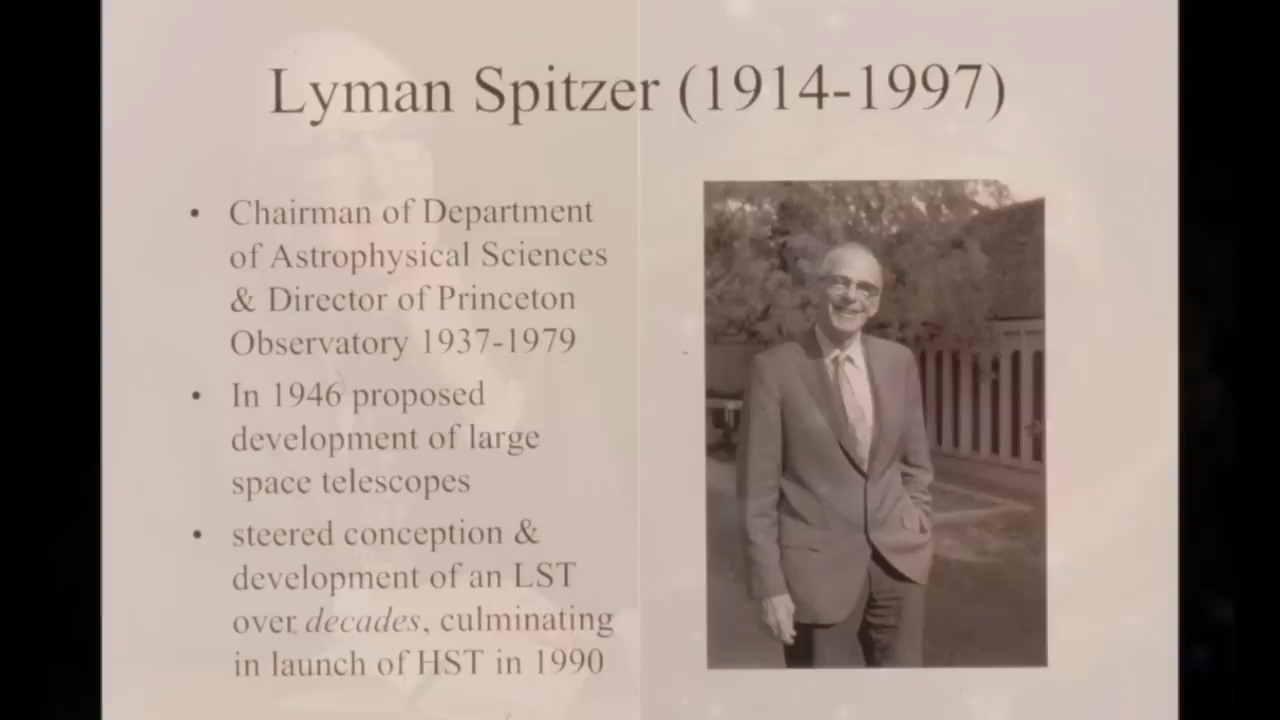 Lyman Spitzer (1914-1997)
• Chairman of Department
of Astrophysical Sciences
& Director of Princeton
Observatory 1937-1979
• In 1946 proposed
development of large
space telescopes
• steered conception &
development of an LST
over decades, culminating
in launch of HST in 1990